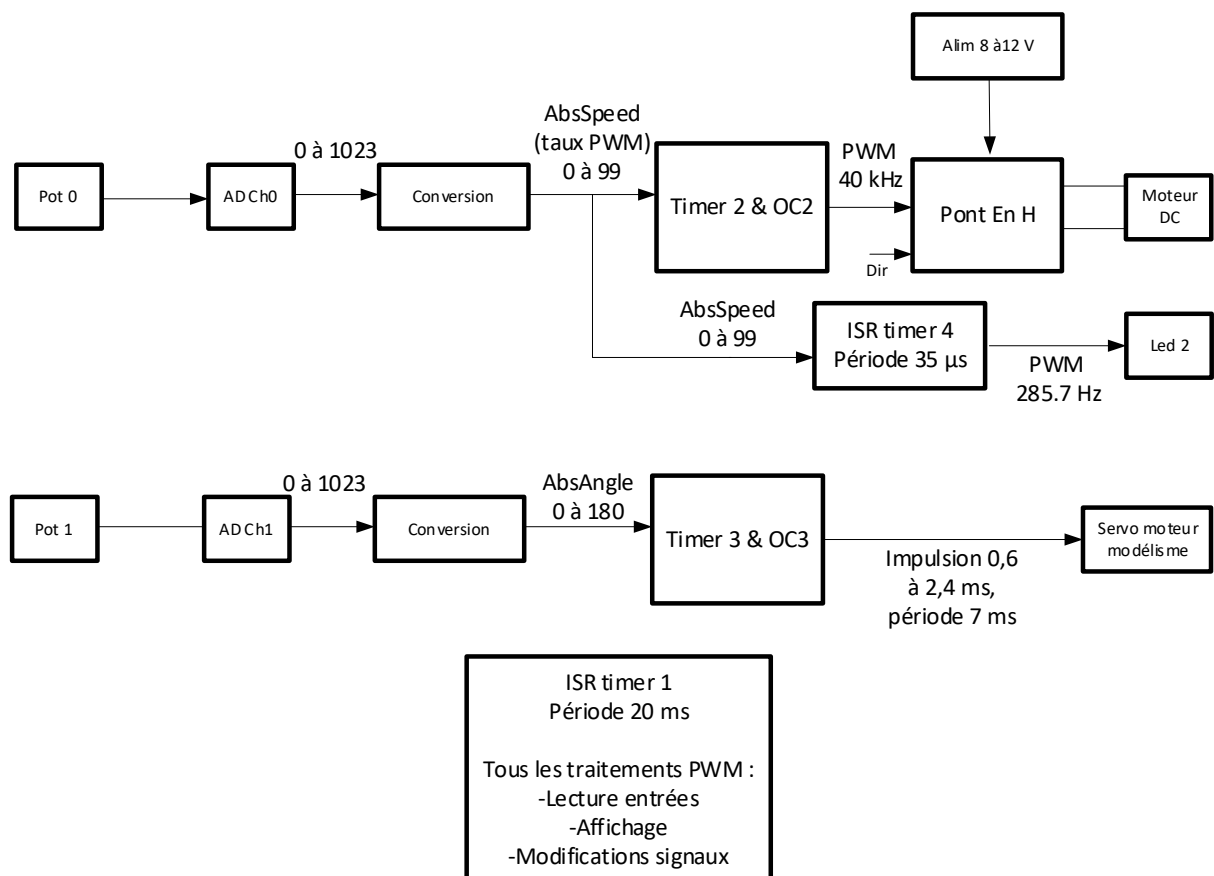 Alim 8 à12 V
AbsSpeed
(taux PWM)
0 à 99
0 à 1023
PWM
40 kHz
Pot 0
ADCh0
Conversion
Timer 2 & OC2
Pont En H
Moteur
DC
Dir
AbsSpeed
0 à 99
ISR timer 4
Période 35 µs
PWM
285.7 Hz
Led 2
0 à 1023
AbsAngle
0 à 180
Pot 1
ADCh1
Conversion
Timer 3 & OC3
Impulsion 0,6
à 2,4 ms,
période 7 ms
Servo moteur
modélisme
ISR timer 1
Période 20 ms
Tous les traitements PWM :
-Lecture entrées
-Affichage
-Modifications signaux